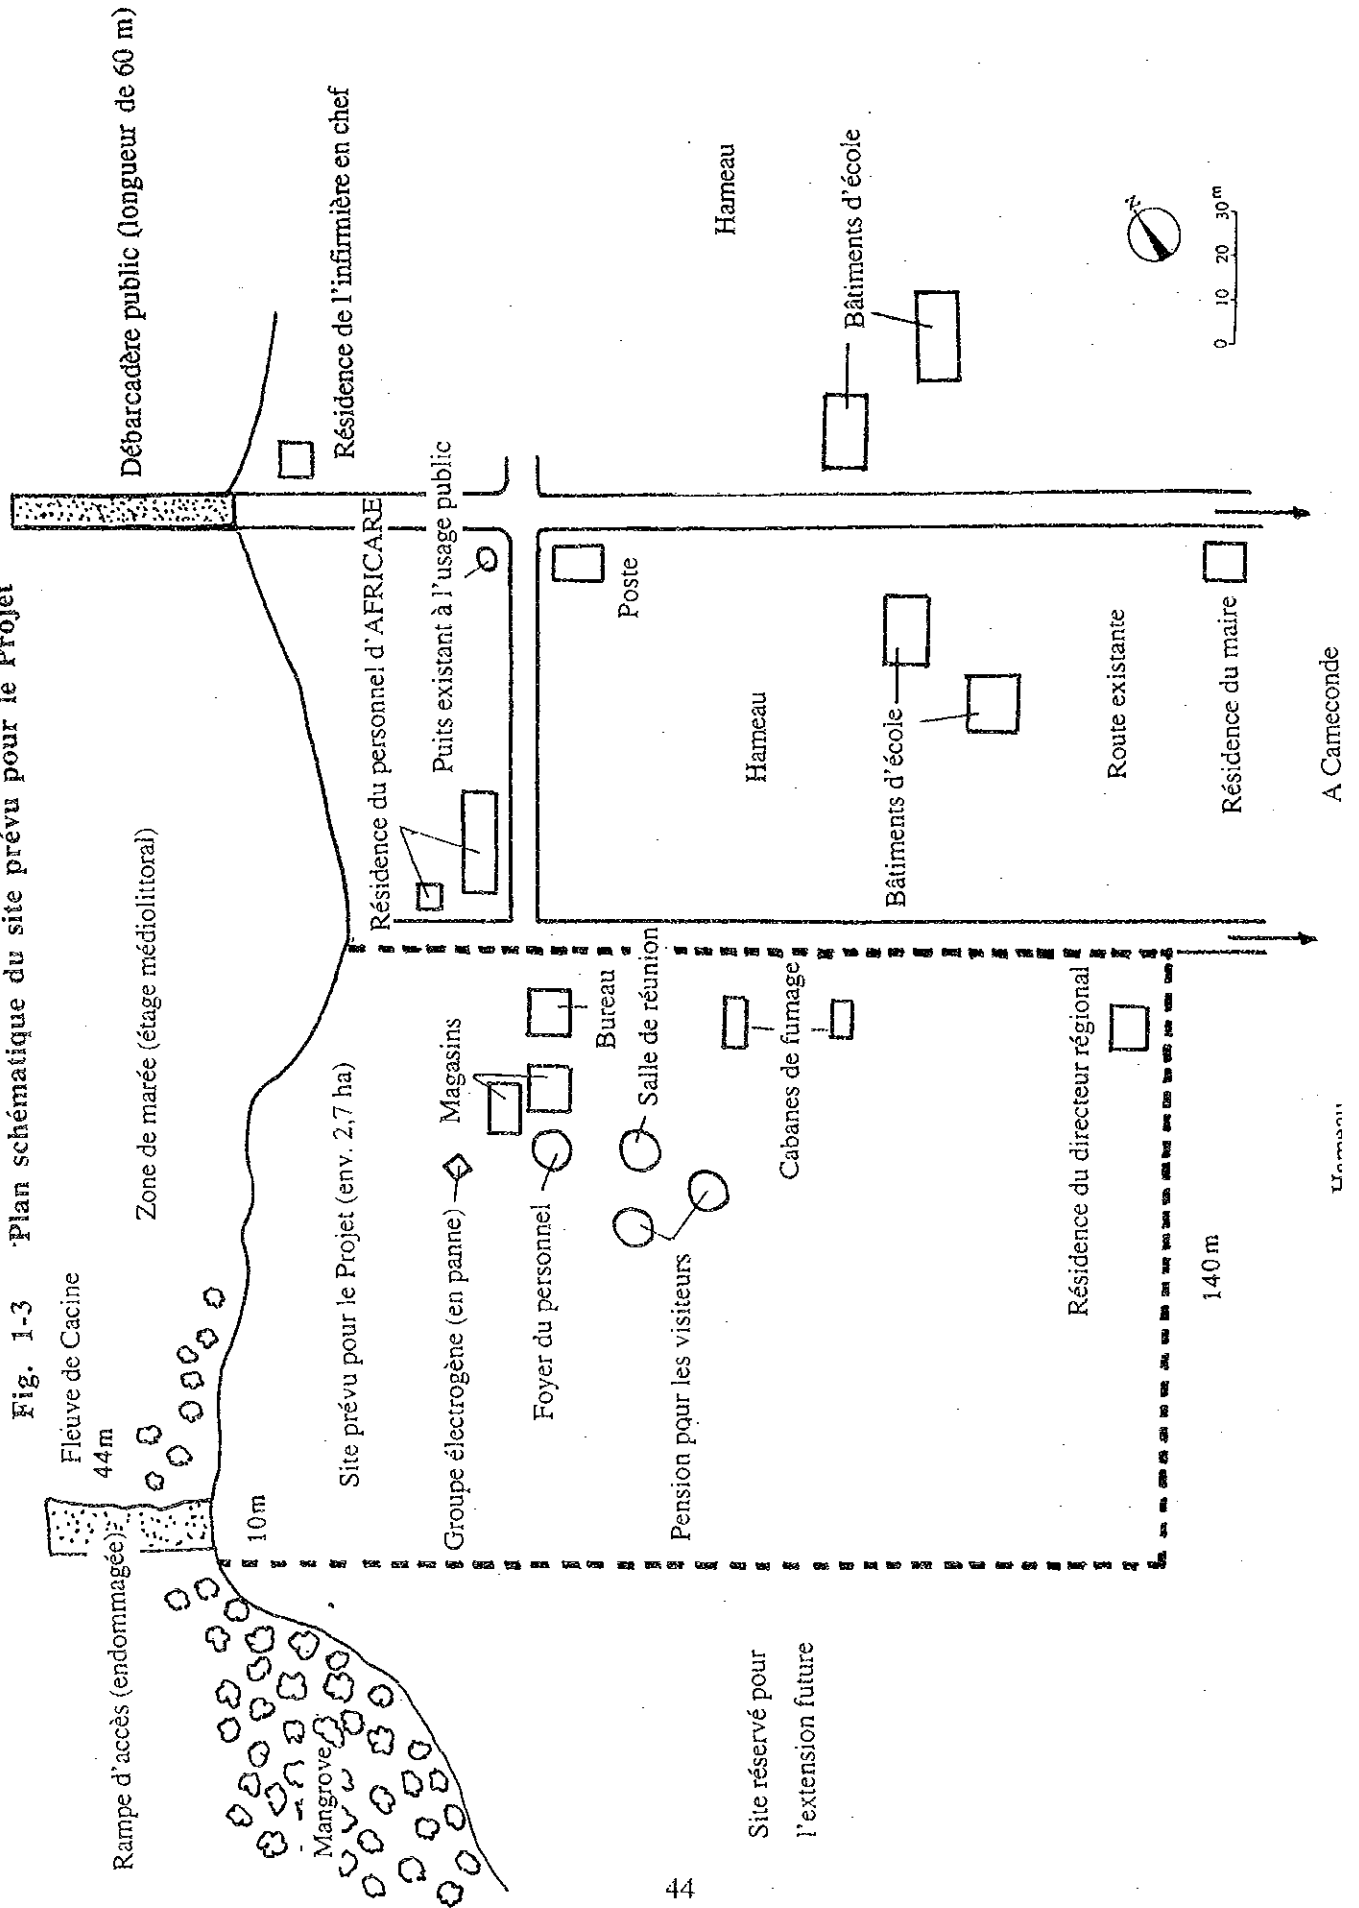 Fig. 1-3 Plan schématique du site prévu pour le Projet
Fleuve de Cacine
44m
Rampe d'accès (endommagée)
Zone de marée (étage médiolittoral)
Débarcadère public (longueur de 60 m)
Résidence de l'infirmière en chef
10m
Mangrove
Site prévu pour le Projet (env. 2,7 ha)
Résidence du personnel d'AFRICARE
Puits existant à l'usage public
Groupe électrogène (en panne)
Magasins
Foyer du personnel
Bureau
Salle de réunion
Poste
Pension pour les visiteurs
Cabanes de fumage
Hameau
Hameau
Site réservé pour
l'extension future
Bâtiments d'école
Bâtiments d'école
Résidence du directeur régional
Route existante
Résidence du maire
140m
N
0 10 20 30m
A Cameconde
Hameau
44